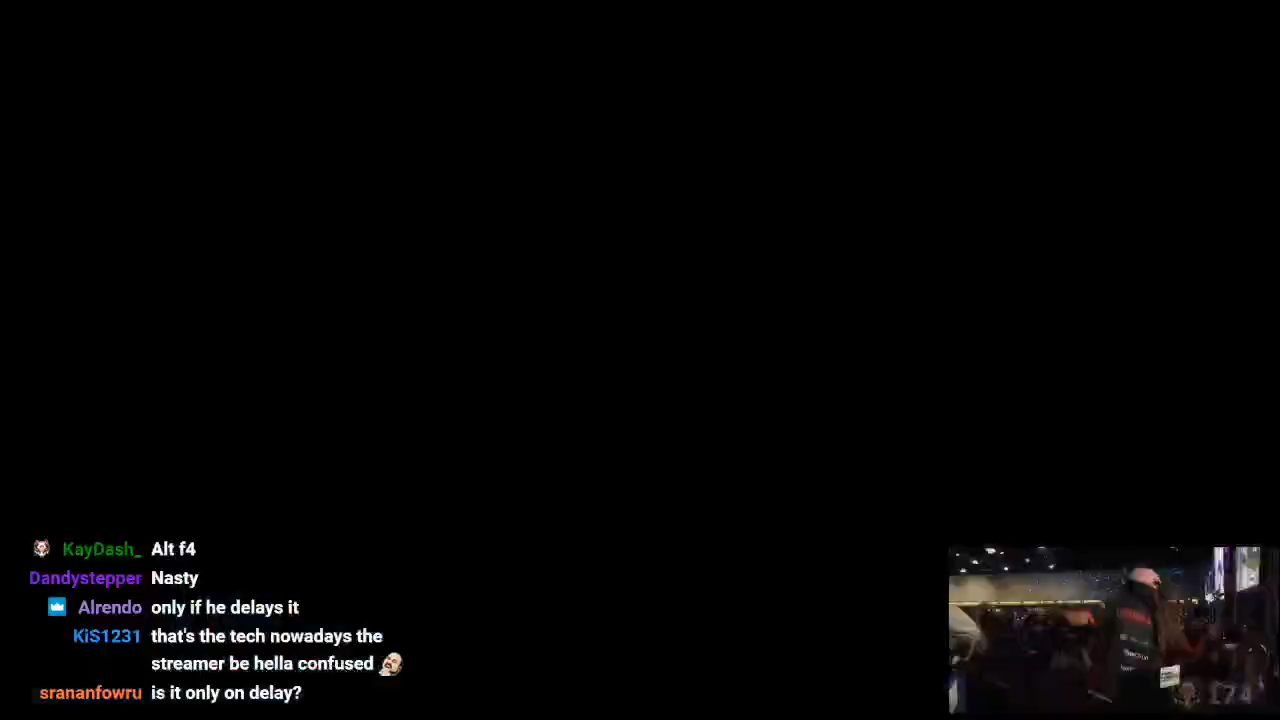 KayDash_ Alt f4
Dandystepper Nasty
Alrendo only if he delays it
KiS1231 that's the tech nowadays the
streamer be hella confused
srananfowru is it only on delay?